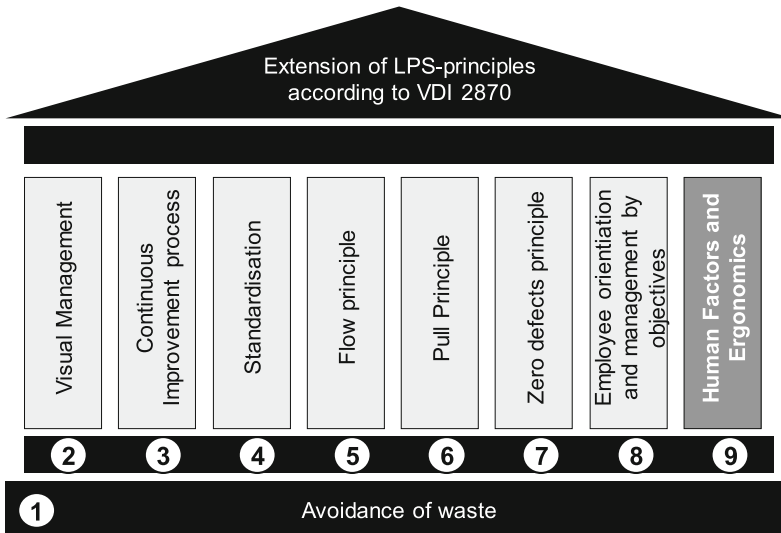 Extension of LPS-principles
according to VDI 2870
Visual Management
Continuous
Improvement process
Standardisation
Flow principle
Pull Principle
Zero defects principle
Employee orientiation
and management by
objectives
Human Factors and
Ergonomics
2 3 4 5 6 7 8 9
1 Avoidance of waste